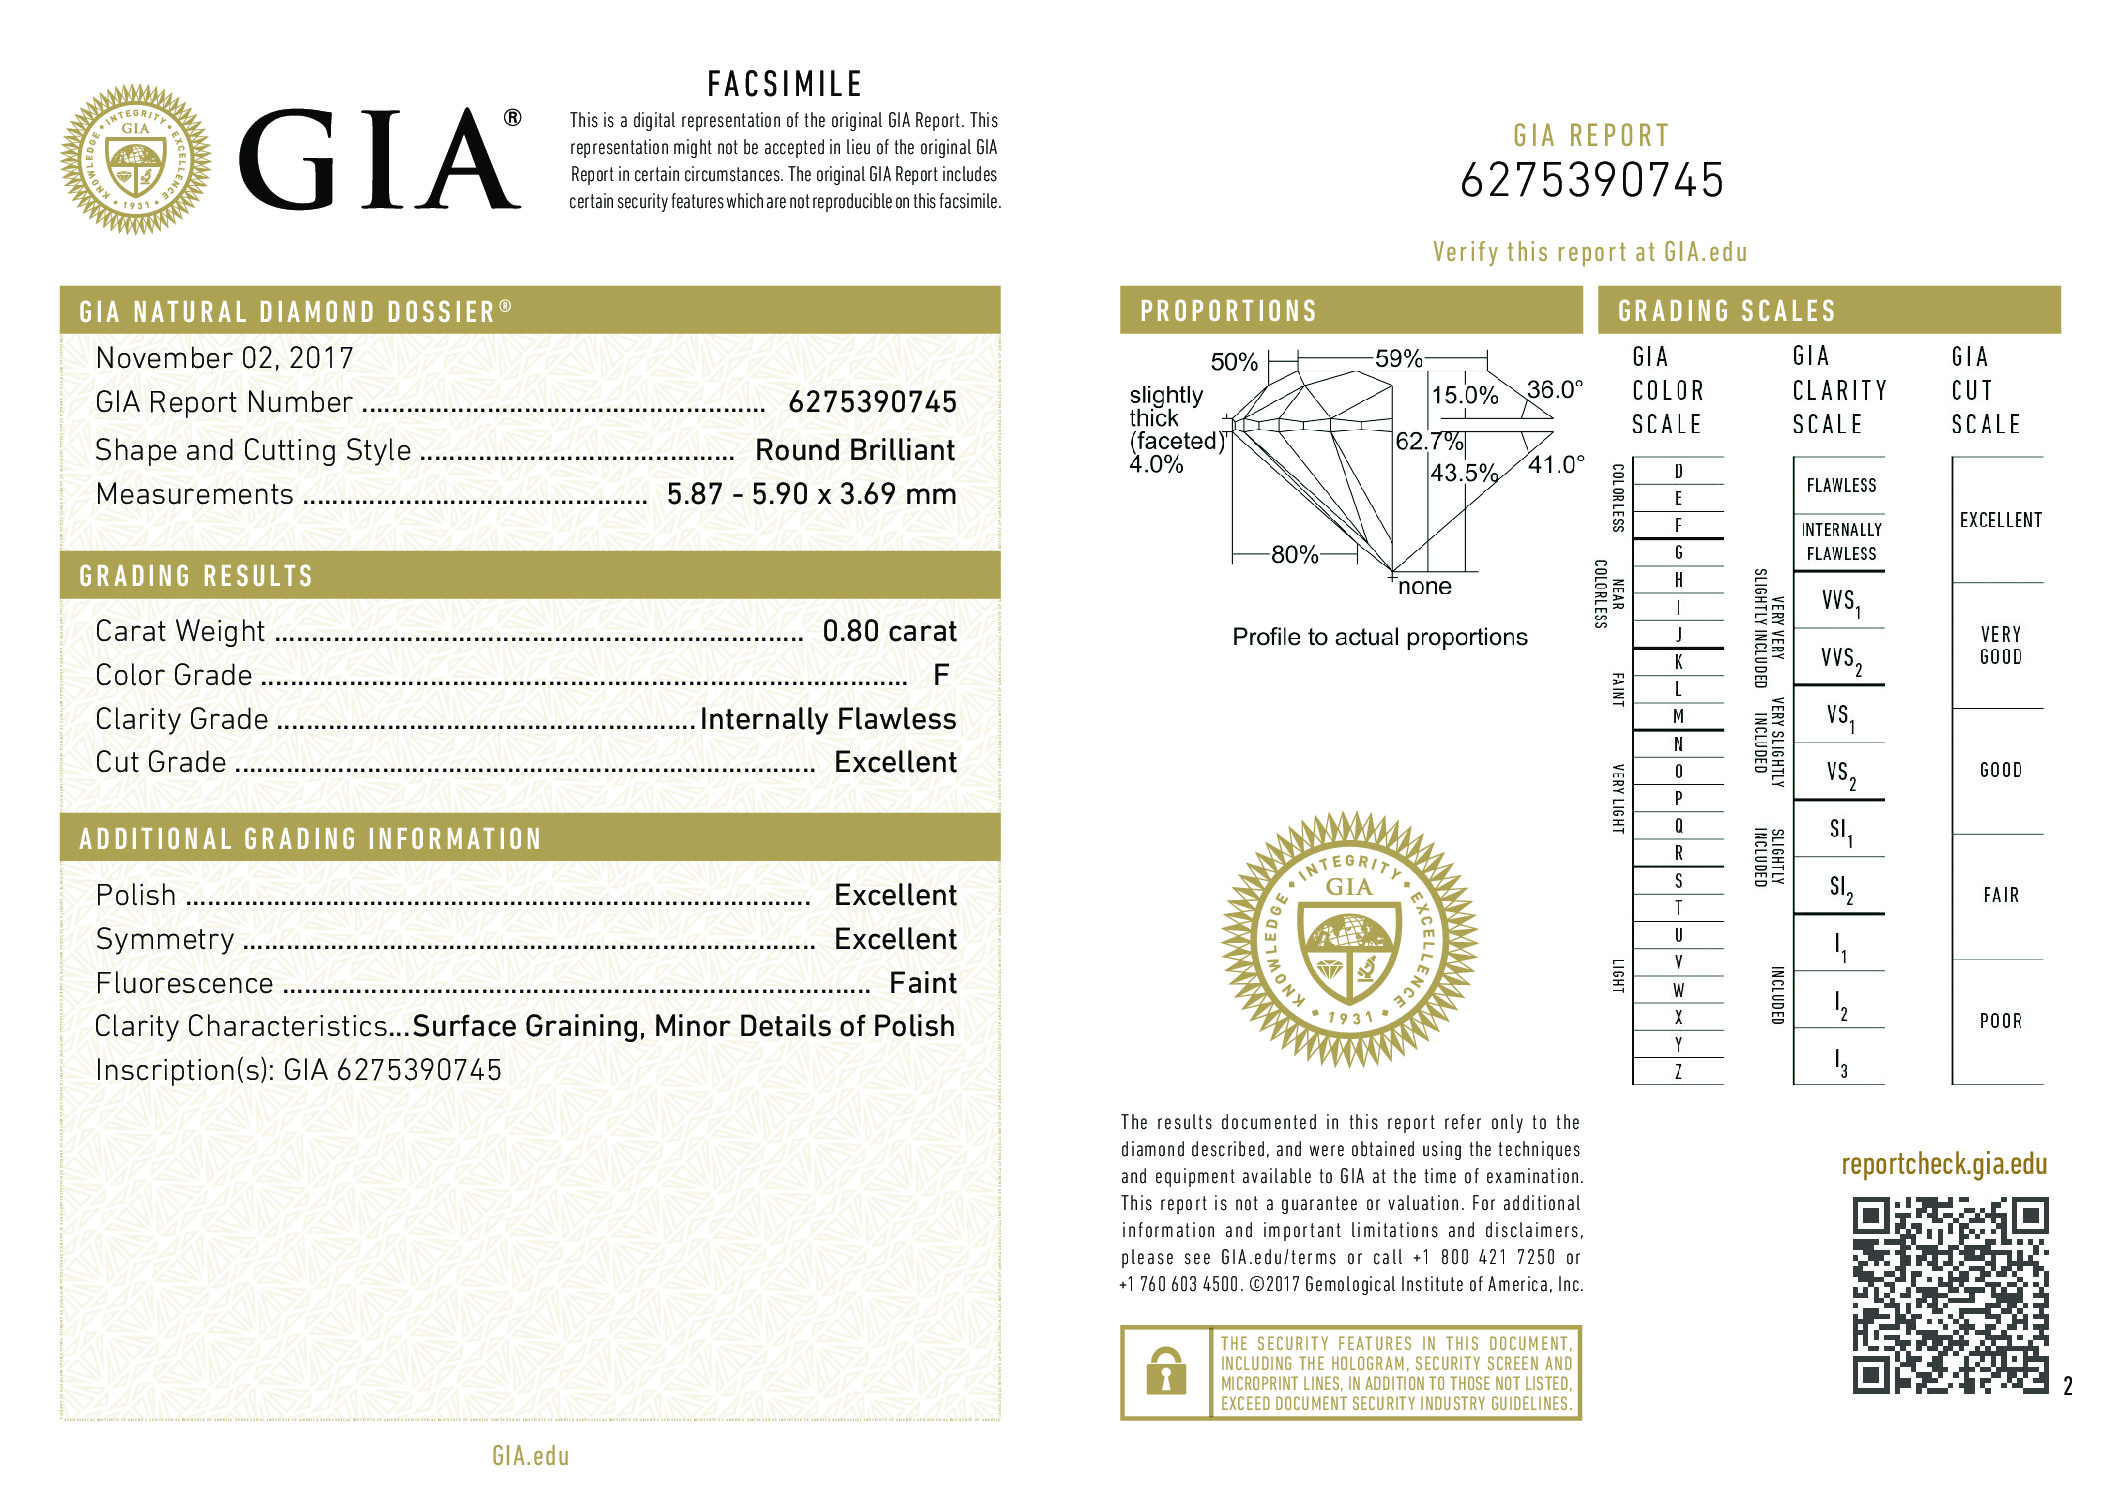 FACSIMILE
This is a digital representation of the original GIA Report. This
representation might not be accepted in lieu of the original GIA
Report in certain circumstances. The original GIA Report includes
certain security features which are not reproducible on this facsimile.
KNOWLEDGE • INTEGRITY • EXCELLENCE • 1931 •
GIA
GIA®
GIA NATURAL DIAMOND DOSSIER®
November 02, 2017
GIA Report Number ........ 6275390745
Shape and Cutting Style ........ Round Brilliant
Measurements ........ 5.87 - 5.90 x 3.69 mm
GRADING RESULTS
Carat Weight ........ 0.80 carat
Color Grade ........ F
Clarity Grade ........ Internally Flawless
Cut Grade ........ Excellent
ADDITIONAL GRADING INFORMATION
Polish ........ Excellent
Symmetry ........ Excellent
Fluorescence ........ Faint
Clarity Characteristics...Surface Graining, Minor Details of Polish
Inscription(s): GIA 6275390745
GIA.edu
GIA REPORT
6275390745
Verify this report at GIA.edu
PROPORTIONS
50%
59%
slightly
thick
(faceted)
4.0%
15.0%
36.0°
62.7%
43.5%
41.0°
80%
none
Profile to actual proportions
KNOWLEDGE • INTEGRITY • EXCELLENCE • 1931 •
GIA
The results documented in this report refer only to the
diamond described, and were obtained using the techniques
and equipment available to GIA at the time of examination.
This report is not a guarantee or valuation. For additional
information and important limitations and disclaimers,
please see GIA.edu/terms or call +1 800 421 7250 or
+1 760 603 4500. ©2017 Gemological Institute of America, Inc.
THE SECURITY FEATURES IN THIS DOCUMENT,
INCLUDING THE HOLOGRAM, SECURITY SCREEN AND
MICROPRINT LINES, IN ADDITION TO THOSE NOT LISTED,
EXCEED DOCUMENT SECURITY INDUSTRY GUIDELINES.
GRADING SCALES
GIA
COLOR
SCALE
COLORLESS
D
E
F
NEAR
COLORLESS
G
H
I
J
FAINT
K
L
M
VERY LIGHT
N
O
P
Q
R
LIGHT
S
T
U
V
W
X
Y
Z
GIA
CLARITY
SCALE
FLAWLESS
INTERNALLY
FLAWLESS
VERY VERY
SLIGHTLY INCLUDED
VVS1
VVS2
VERY SLIGHTLY
INCLUDED
VS1
VS2
SLIGHTLY
INCLUDED
SI1
SI2
INCLUDED
I1
I2
I3
GIA
CUT
SCALE
EXCELLENT
VERY
GOOD
GOOD
FAIR
POOR
reportcheck.gia.edu
2